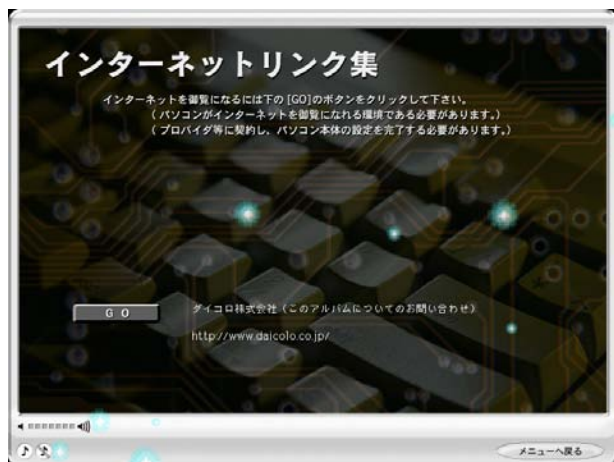 インターネットリンク集
インターネットを御覧になるには下の [GO]のボタンをクリックして下さい。
（パソコンがインターネットを御覧になれる環境である必要があります。）
（プロバイダ等に契約し、パソコン本体の設定を完了する必要があります。）
GO
ダイコロ株式会社（このアルバムについてのお問い合わせ）
http://www.daicolo.co.jp/
メニューへ戻る